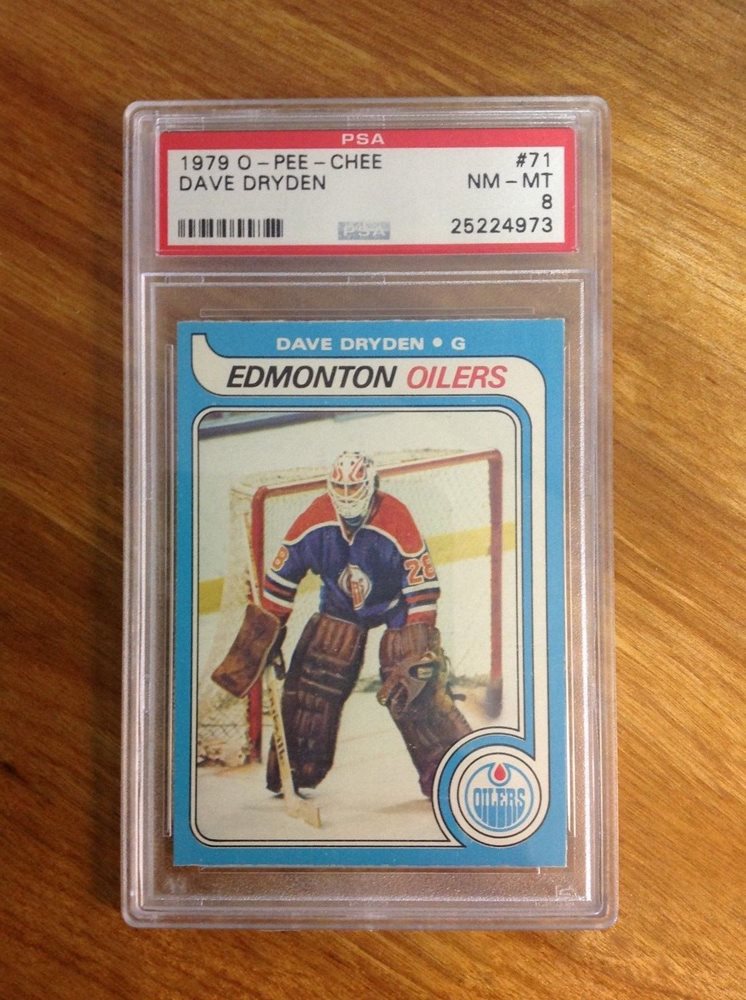 PSA
1979 O-PEE-CHEE #71
DAVE DRYDEN NM-MT
8
PSA 25224973
DAVE DRYDEN • G
EDMONTON OILERS
28 28
OILERS